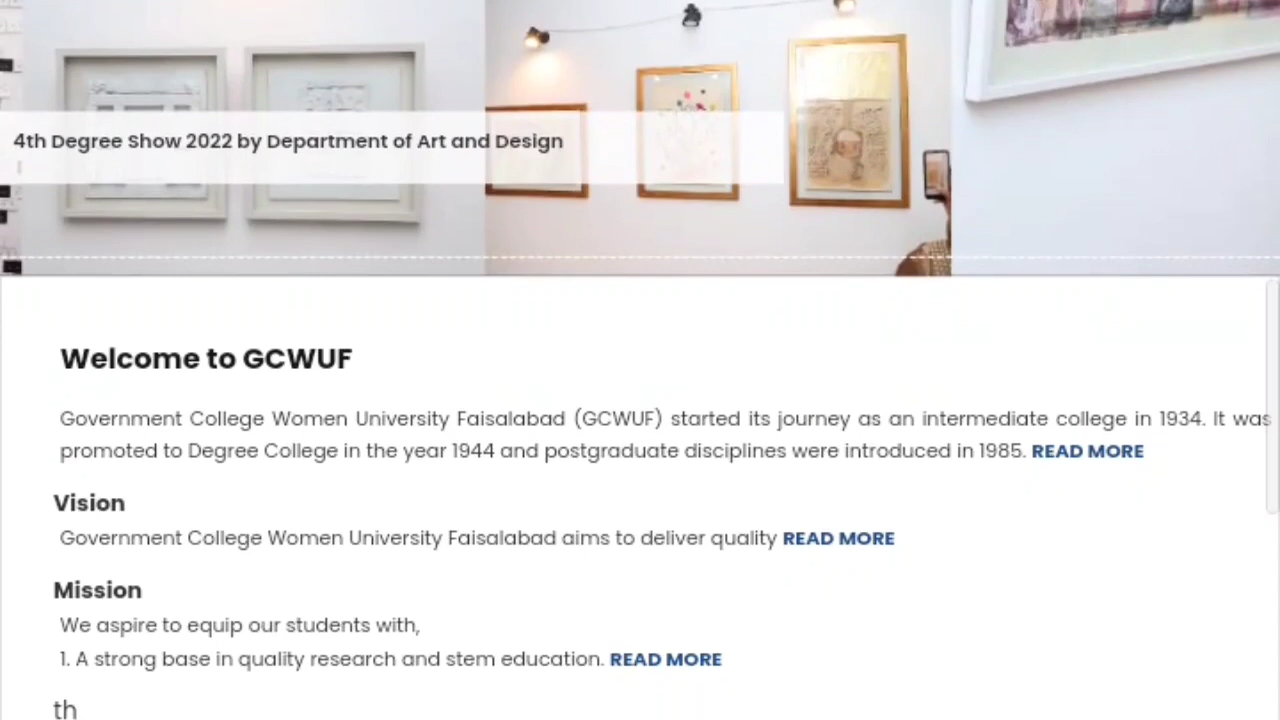 4th Degree Show 2022 by Department of Art and Design
Welcome to GCWUF
Government College Women University Faisalabad (GCWUF) started its journey as an intermediate college in 1934. It was
promoted to Degree College in the year 1944 and postgraduate disciplines were introduced in 1985. READ MORE
Vision
Government College Women University Faisalabad aims to deliver quality READ MORE
Mission
We aspire to equip our students with,
1. A strong base in quality research and stem education. READ MORE
th